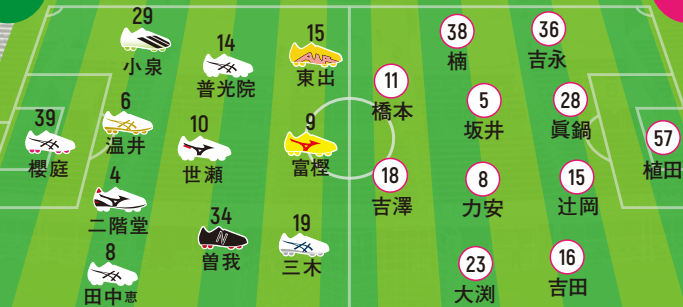 39
櫻庭
29
小泉
6
温井
4
二階堂
8
田中恵
14
普光院
10
世瀬
34
曽我
15
東出
9
富樫
19
三木
11
橋本
18
吉澤
38
楠
5
坂井
8
力安
23
大渕
36
吉永
28
眞鍋
15
辻岡
16
吉田
57
植田